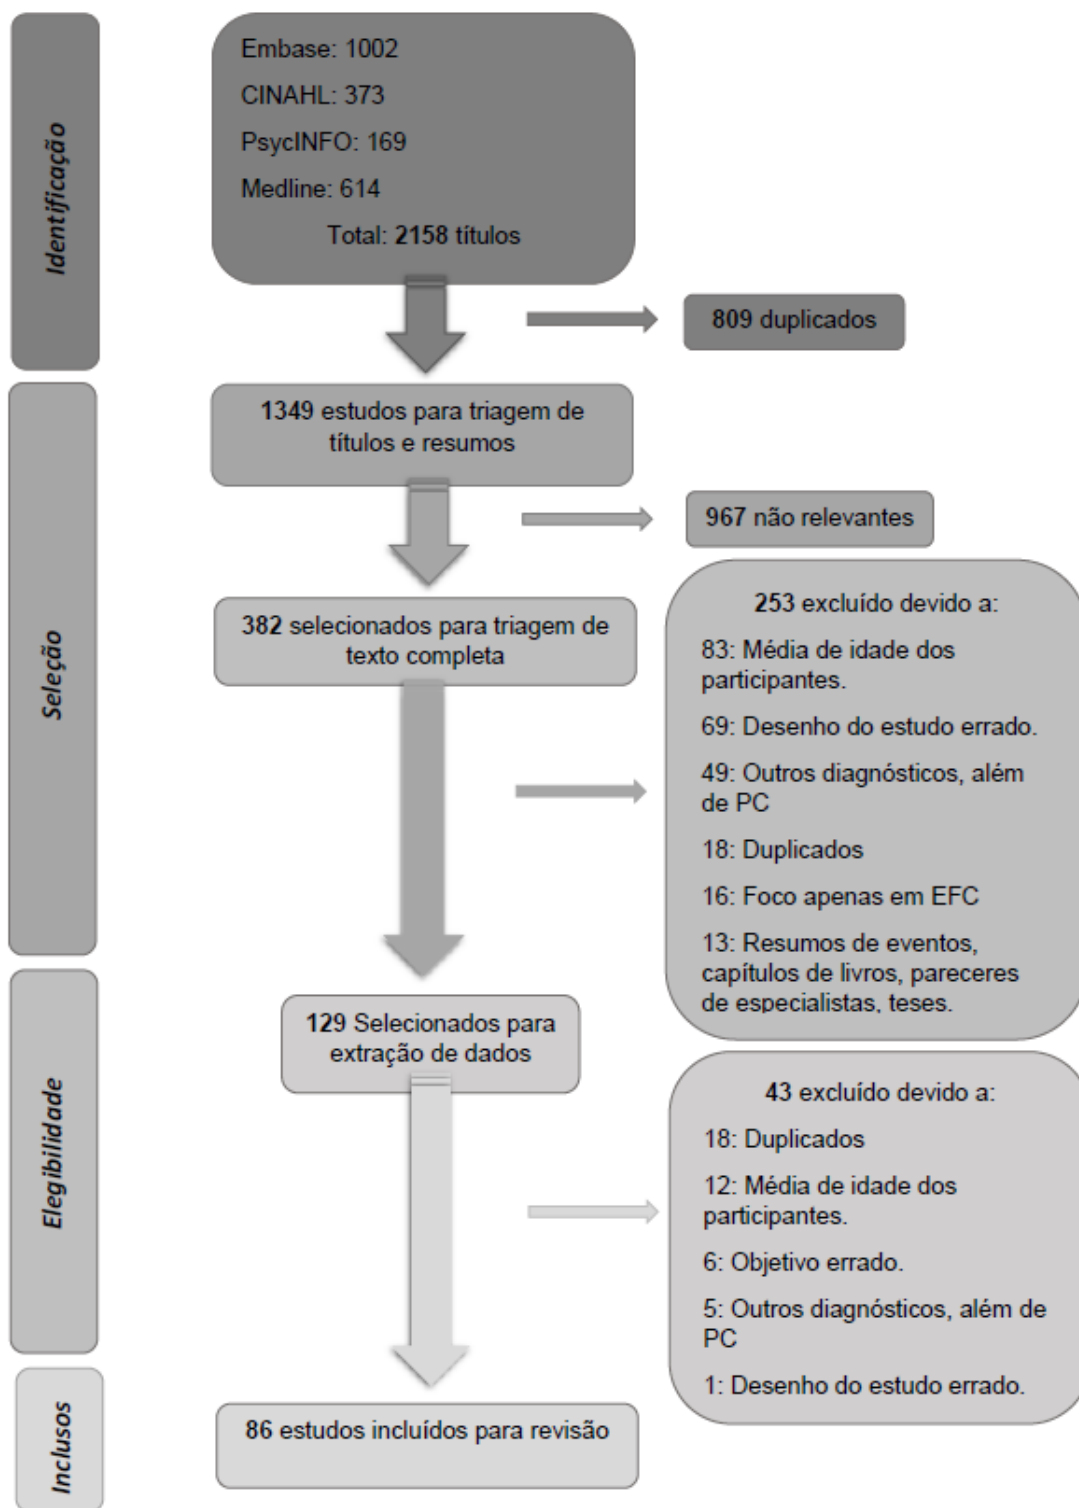 Identificação
Embase: 1002
CINAHL: 373
PsycINFO: 169
Medline: 614
Total: 2158 títulos
809 duplicados
Seleção
1349 estudos para triagem de
títulos e resumos
967 não relevantes
382 selecionados para triagem de
texto completa
253 excluído devido a:
83: Média de idade dos
participantes.
69: Desenho do estudo errado.
49: Outros diagnósticos, além
de PC
18: Duplicados
16: Foco apenas em EFC
13: Resumos de eventos,
capítulos de livros, pareceres
de especialistas, teses.
Elegibilidade
129 Selecionados para
extração de dados
43 excluído devido a:
18: Duplicados
12: Média de idade dos
participantes.
6: Objetivo errado.
5: Outros diagnósticos, além de
PC
1: Desenho do estudo errado.
Inclusos
86 estudos incluídos para revisão